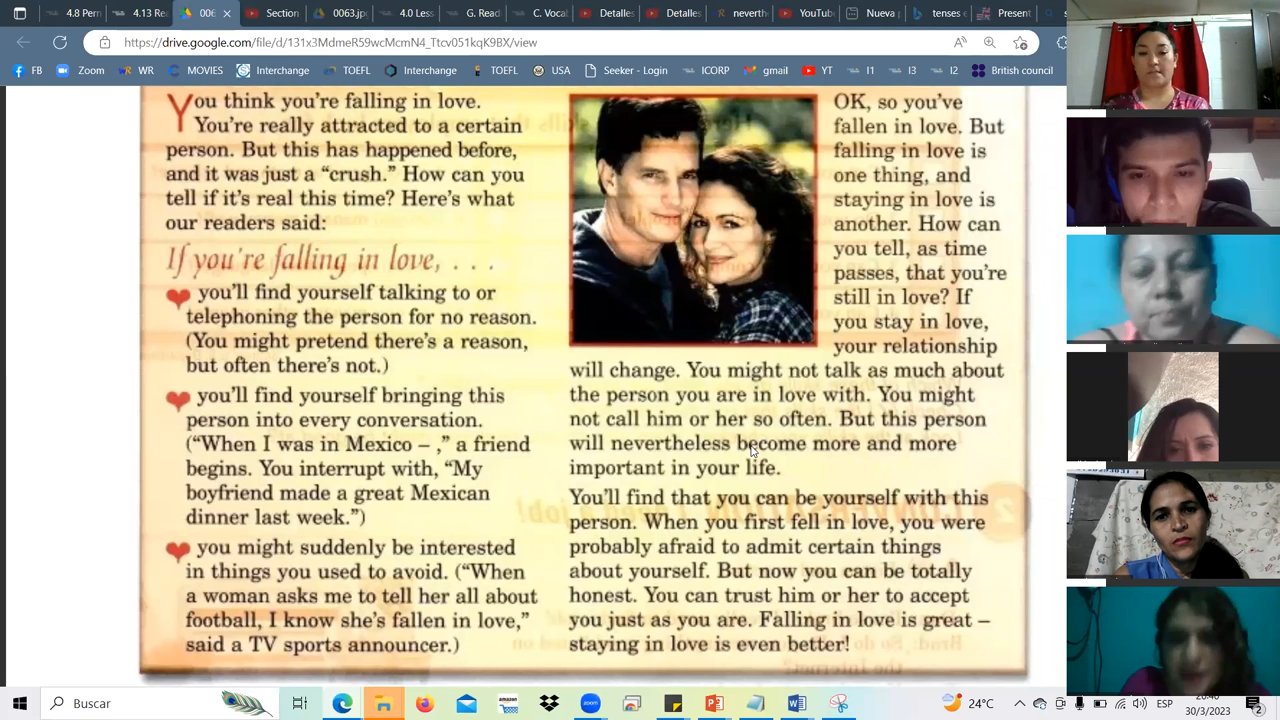 4.8 Perm
4.13 Rea
006
Section
0063.jp
4.0 Less
G. Read
C. Vocab
Detalles
Detalles
neverth
YouTub
Nueva p
tenses e
Present
https://drive.google.com/file/d/131x3MdmeR59wcMcmN4_Ttcv051kqK9BX/view
FB
Zoom
WR
MOVIES
Interchange
TOEFL
Interchange
TOEFL
USA
Seeker - Login
ICORP
gmail
YT
I1
I3
I2
British council
You think you're falling in love.
You're really attracted to a certain
person. But this has happened before,
and it was just a “crush.” How can you
tell if it's real this time? Here's what
our readers said:
If you're falling in love, . . .
you'll find yourself talking to or
telephoning the person for no reason.
(You might pretend there's a reason,
but often there's not.)
you'll find yourself bringing this
person into every conversation.
(“When I was in Mexico – ,” a friend
begins. You interrupt with, “My
boyfriend made a great Mexican
dinner last week.”)
you might suddenly be interested
in things you used to avoid. (“When
a woman asks me to tell her all about
football, I know she's fallen in love,”
said a TV sports announcer.)
OK, so you've
fallen in love. But
falling in love is
one thing, and
staying in love is
another. How can
you tell, as time
passes, that you're
still in love? If
you stay in love,
your relationship
will change. You might not talk as much about
the person you are in love with. You might
not call him or her so often. But this person
will nevertheless become more and more
important in your life.
You'll find that you can be yourself with this
person. When you first fell in love, you were
probably afraid to admit certain things
about yourself. But now you can be totally
honest. You can trust him or her to accept
you just as you are. Falling in love is great –
staying in love is even better!
Buscar
24°C
ESP
30/3/2023
2